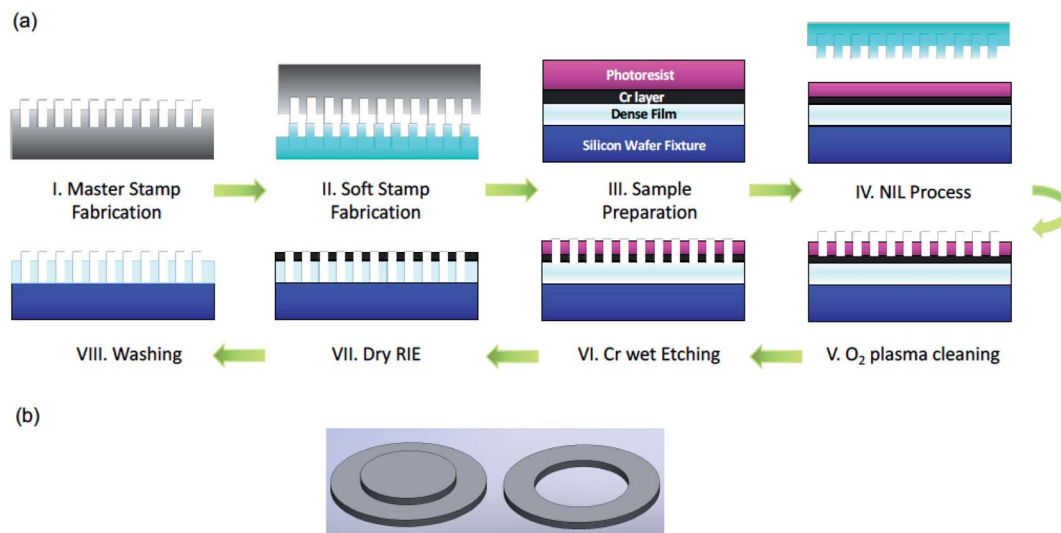 (a)
Photoresist
Cr layer
Dense Film
Silicon Wafer Fixture
I. Master Stamp
Fabrication
II. Soft Stamp
Fabrication
III. Sample
Preparation
IV. NIL Process
VIII. Washing
VII. Dry RIE
VI. Cr wet Etching
V. O₂ plasma cleaning
(b)